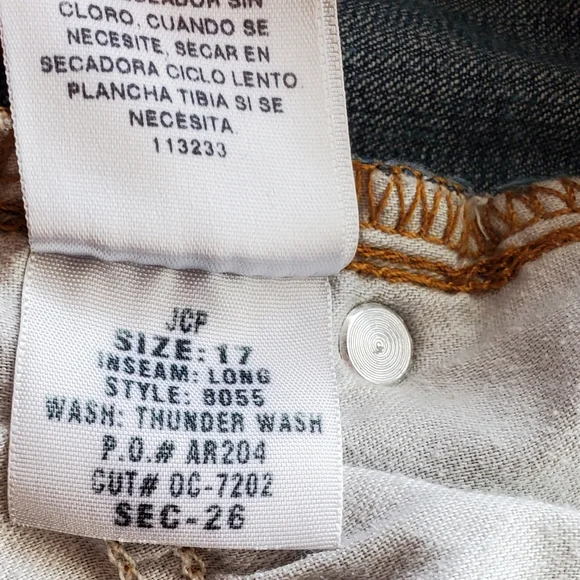 SIN
CLORO. CUANDO SE
NECESITE, SECAR EN
SECADORA CICLO LENTO
PLANCHA TIBIA SI SE
NECESITA
113233
JCP
SIZE: 17
INSEAM: LONG
STYLE: 8055
WASH: THUNDER WASH
P.O.# AR204
CUT# OC-7202
SEC-26